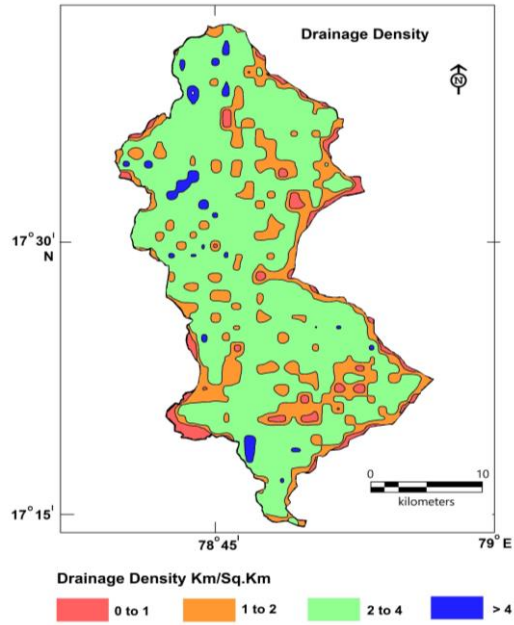 Drainage Density
N
17° 30'
N
0 10
kilometers
17° 15'
78° 45'
79° E
Drainage Density Km/Sq.Km
0 to 1 1 to 2 2 to 4 > 4